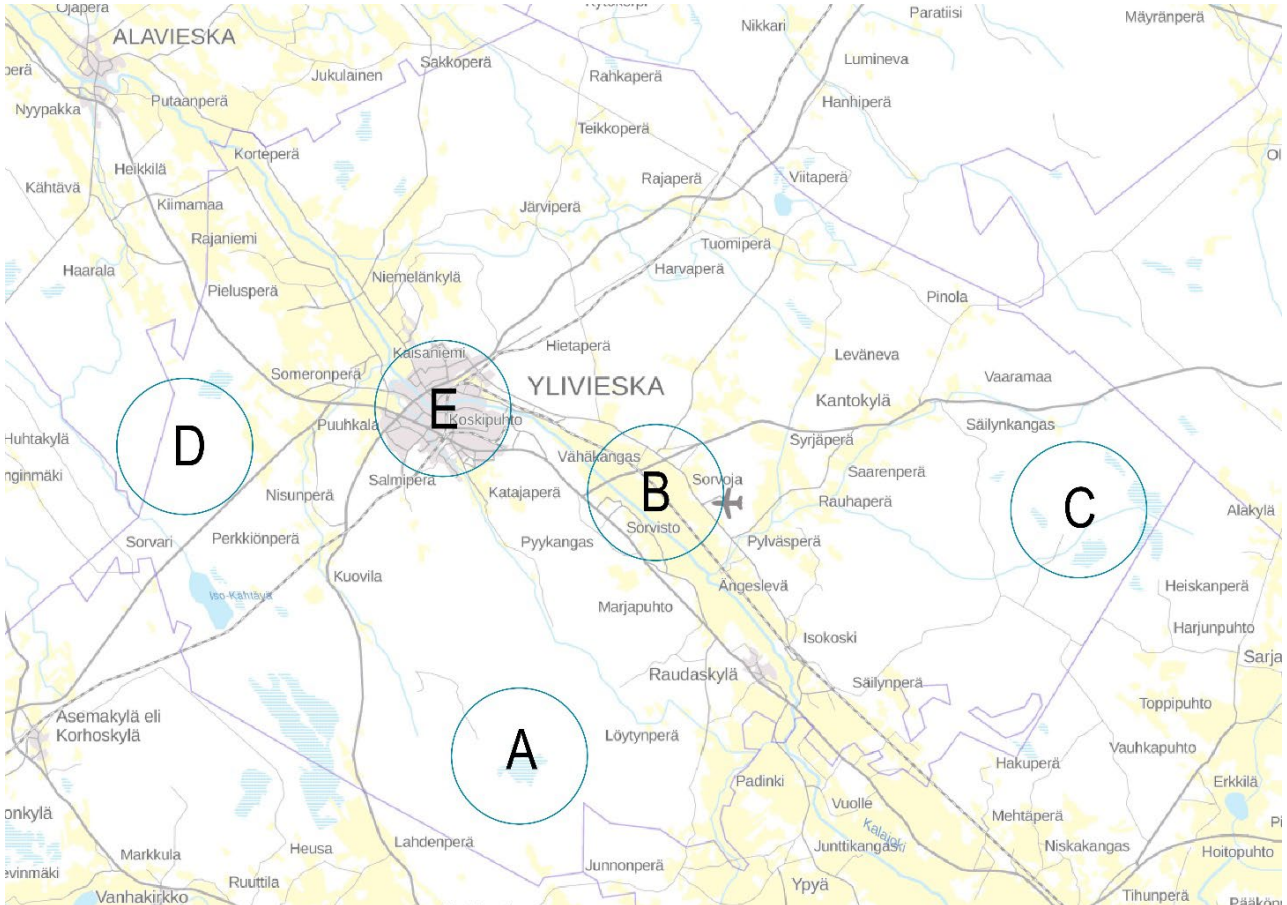 Ojaperä
Paratiisi
Mäyränperä
ALAVIESKA
Nikkari
Sakkoperä
Lumineva
Jukulainen
Rahkaperä
Putaanperä
Nyypakka
Hanhiperä
Teikkoperä
Korteperä
Heikkilä
Kähtävä
Rajaperä
Viitaperä
Kiimamaa
Järviperä
Rajaniemi
Tuomiperä
Haarala
Niemelänkylä
Harvaperä
Pielusperä
Pinola
Hietaperä
Kaisaniemi
Leväneva
Someronperä
Vaaramaa
YLIVIESKA
Kantokylä
E
Koskipuhto
Puuhkala
Säilynkangas
Huhtakylä
D
Syrjäperä
Vähäkangas
nginmäki
Saarenperä
Salmiperä
Sorvoja
B
Katajaperä
Nisunperä
Rauhaperä
C
Alakylä
Sorvisto
Perkkiönperä
Sorvari
Pyykangas
Pylväsperä
Kuovila
Ängeslevä
Heiskanperä
Iso-Kähtävä
Marjapuhto
Harjunpuhto
Isokoski
Sarja
Raudaskylä
Säilynperä
Toppipuhto
Asemakylä eli
Korhoskylä
Löytynperä
A
Vauhkapuhto
Hakuperä
Padinki
Erkkilä
Vuolle
onkylä
Mehtäperä
Kalajoki
Lahdenperä
Junttikangas
Heusa
Niskakangas
Hoitopuhto
Markkula
Junnonperä
evinmäki
Ruuttila
Ypyä
Vanhakirkko
Tihunperä